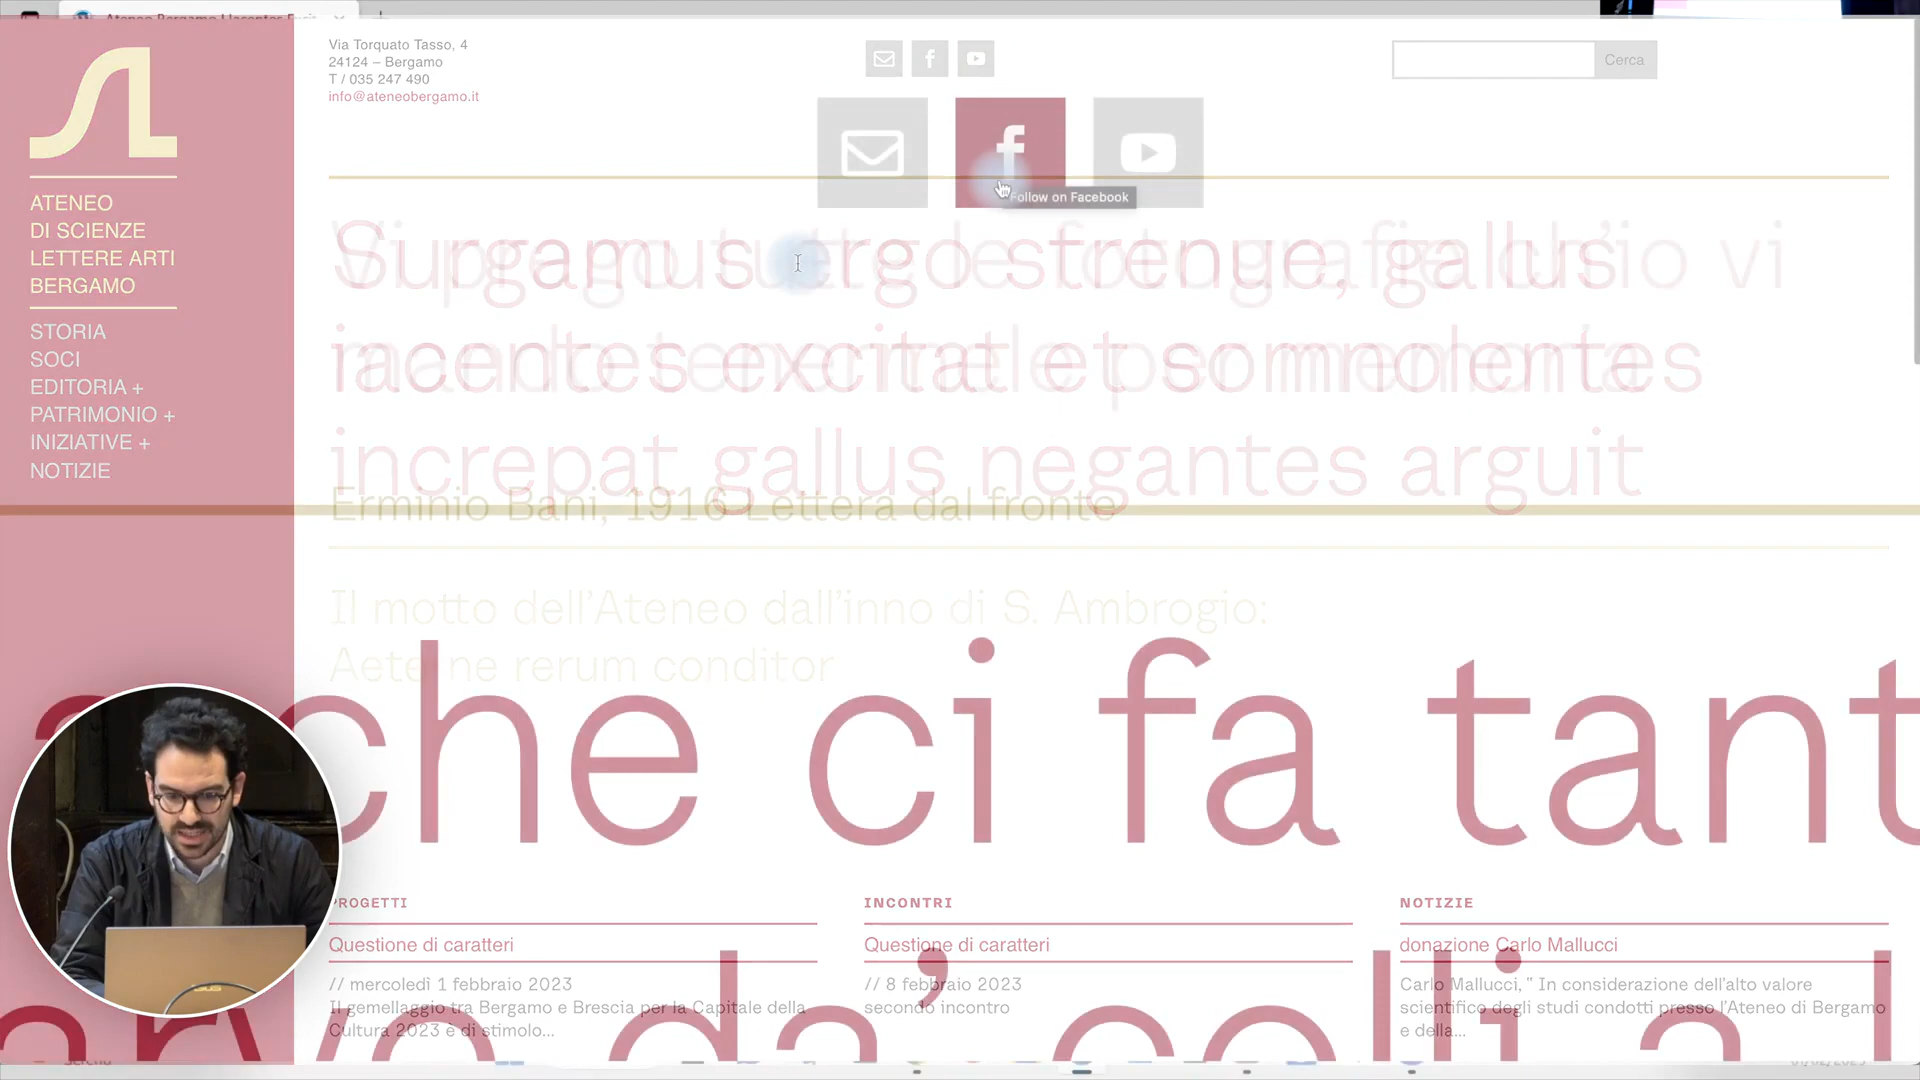 Ateneo Bergamo | Iacentes Excit
Via Torquato Tasso, 4
24124 – Bergamo
T / 035 247 490
info@ateneobergamo.it
Cerca
Follow on Facebook
ATENEO
DI SCIENZE
LETTERE ARTI
BERGAMO
STORIA
SOCI
EDITORIA +
PATRIMONIO +
INIZIATIVE +
NOTIZIE
Surgamus ergo strenue, gallus
iacentes excitat et somnolentes
increpat gallus negantes arguit
Erminio Bani, 1916 Lettera dal fronte
Il motto dell'Ateneo dall'inno di S. Ambrogio:
Aeterne rerum conditor
che ci fa tant
PROGETTI
Questione di caratteri
// mercoledì 1 febbraio 2023
Il gemellaggio tra Bergamo e Brescia per la Capitale della
Cultura 2023 è di stimolo...
INCONTRI
Questione di caratteri
// 8 febbraio 2023
secondo incontro
NOTIZIE
donazione Carlo Mallucci
Carlo Mallucci, " In considerazione dell'alto valore
scientifico degli studi condotti presso l'Ateneo di Bergamo
e della...